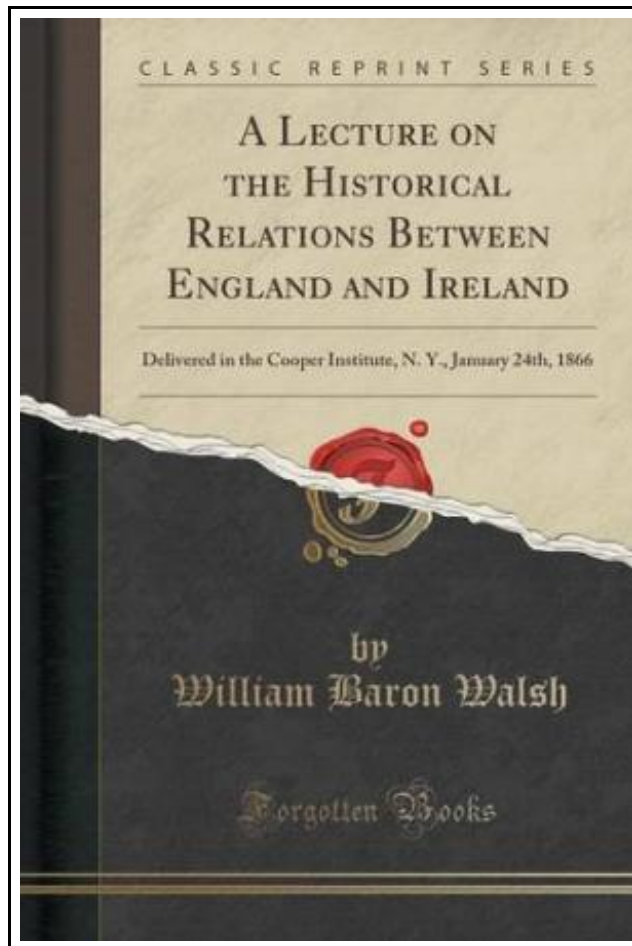 CLASSIC REPRINT SERIES
A LECTURE ON
THE HISTORICAL
RELATIONS BETWEEN
ENGLAND AND IRELAND
Delivered in the Cooper Institute, N. Y., January 24th, 1866
by
William Baron Walsh
Forgotten Books